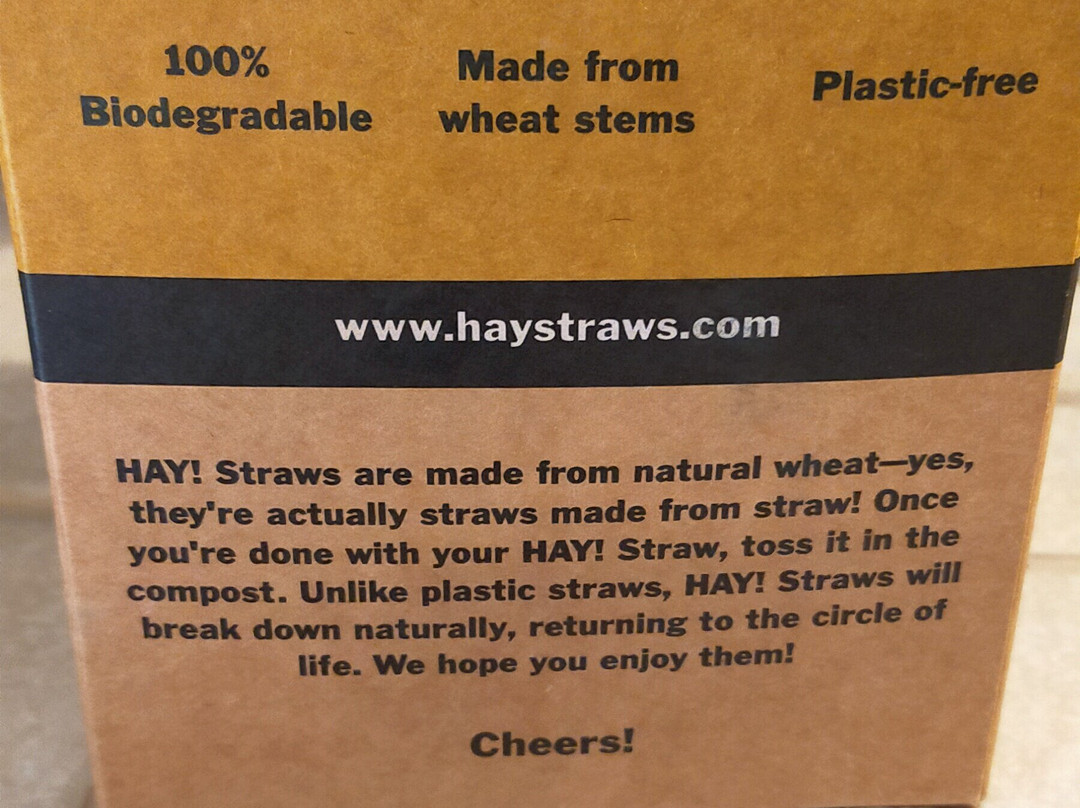 100%
Biodegradable
Made from
wheat stems
Plastic-free
www.haystraws.com
HAY! Straws are made from natural wheat—yes,
they're actually straws made from straw! Once
you're done with your HAY! Straw, toss it in the
compost. Unlike plastic straws, HAY! Straws will
break down naturally, returning to the circle of
life. We hope you enjoy them!
Cheers!